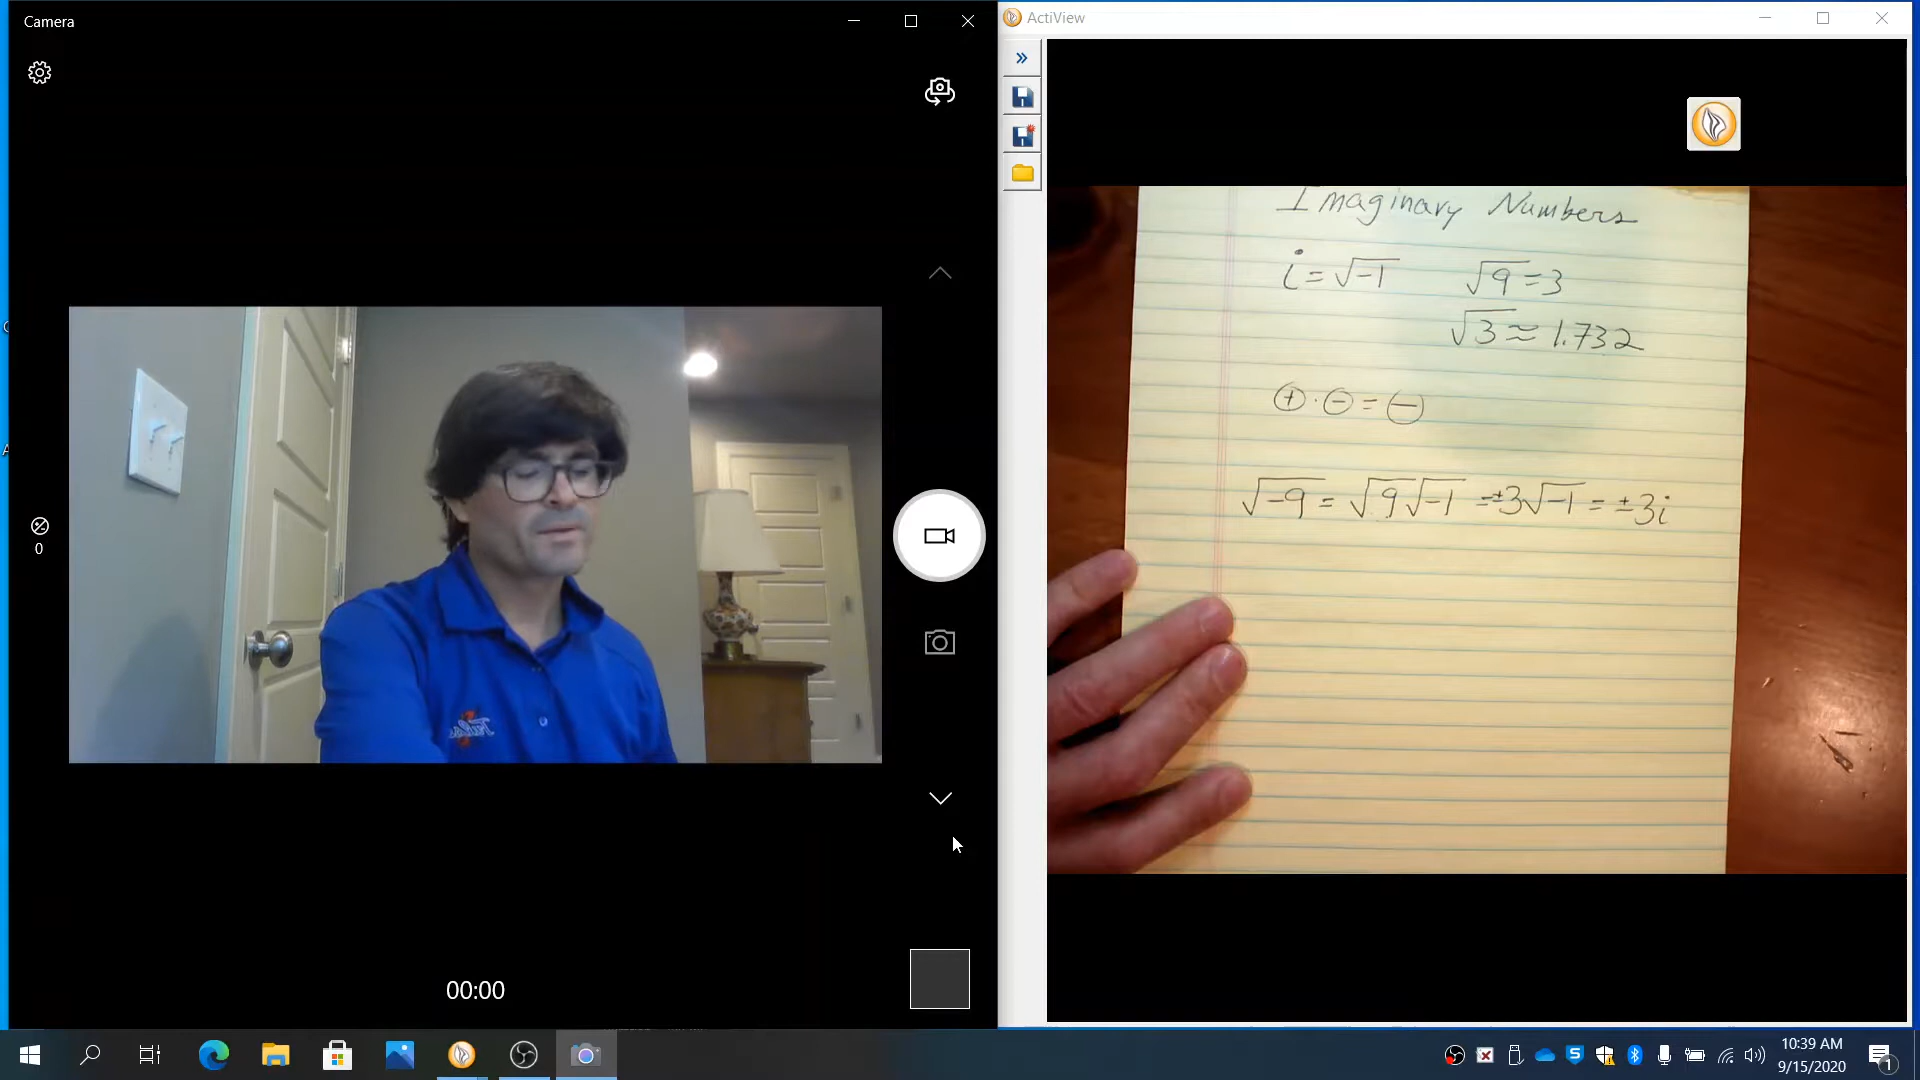 Camera
ActiView
»
Imaginary Numbers
i = √-1 √9 = 3
√3 ≈ 1.732
⊕ · ⊖ = ⊖
√-9 = √9 √-1 = ±3√-1 = ±3i
0
00:00
10:39 AM
9/15/2020
1